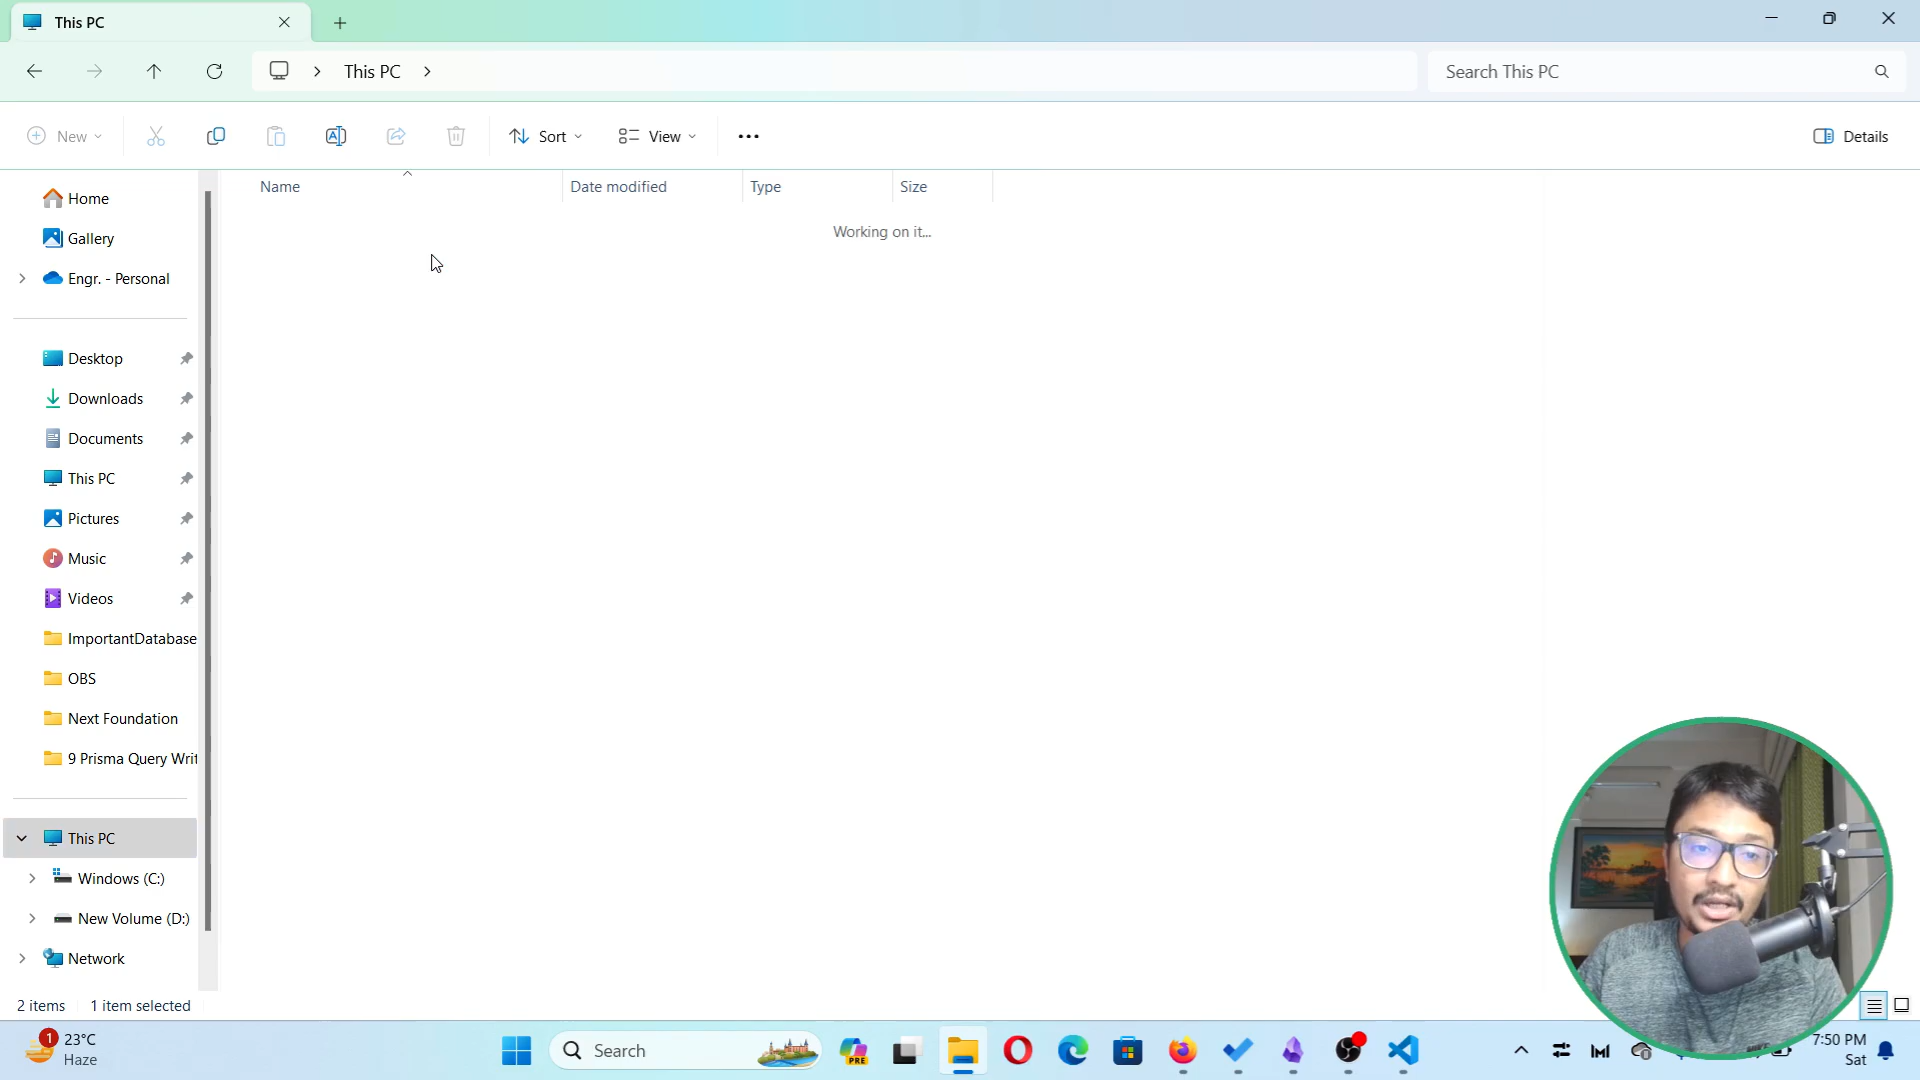 This PC
This PC
Search This PC
New
Sort
View
Details
Name
Date modified
Type
Size
Working on it...
Home
Gallery
Engr. - Personal
Desktop
Downloads
Documents
This PC
Pictures
Music
Videos
ImportantDatabase
OBS
Next Foundation
9 Prisma Query Writ
This PC
Windows (C:)
New Volume (D:)
Network
2 items 1 item selected
1
23°C
Haze
Search
PRE
7:50 PM
Sat